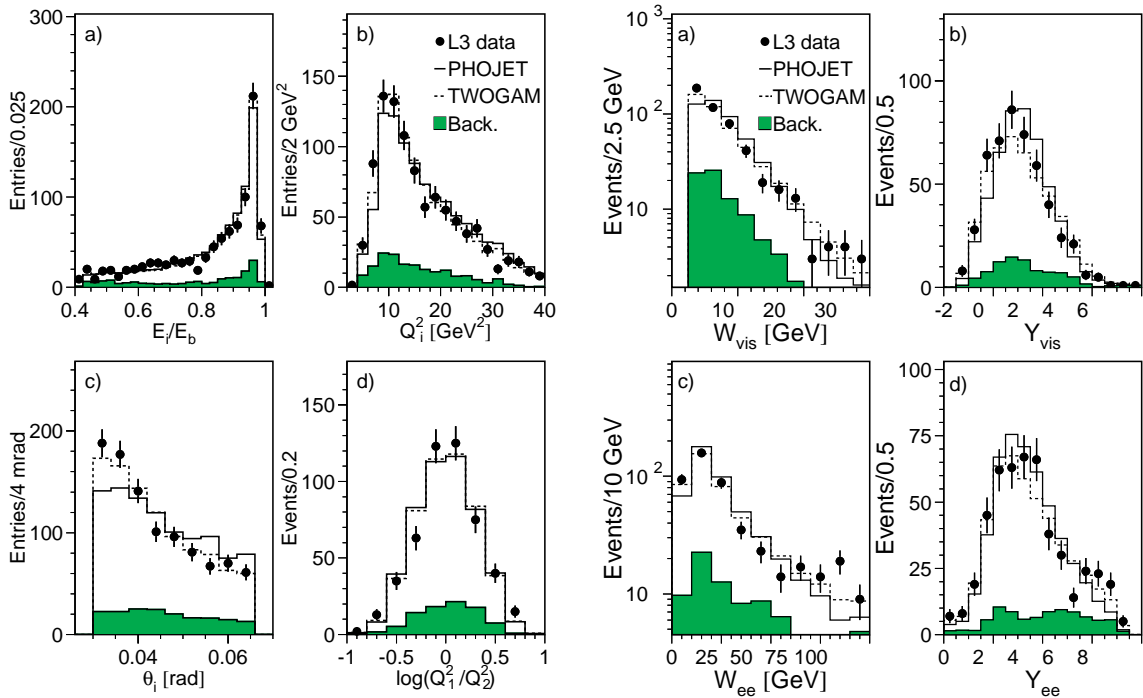 a)
Entries/0.025
0
100
200
300
0.4
0.6
0.8
1
E_i/E_b
b)
L3 data
PHOJET
TWOGAM
Back.
Entries/2 GeV²
0
50
100
150
0
10
20
30
40
Q²_i [GeV²]
a)
L3 data
PHOJET
TWOGAM
Back.
Events/2.5 GeV
10
10²
10³
0
10
20
30
W_vis [GeV]
b)
Events/0.5
0
50
100
-2
0
2
4
6
Y_vis
c)
Entries/4 mrad
0
100
200
0.04
0.06
θ_i [rad]
d)
Events/0.2
0
50
100
150
-1
-0.5
0
0.5
1
log(Q²_1/Q²_2)
c)
Events/10 GeV
10
10²
0
25
50
75
100
W_ee [GeV]
d)
Events/0.5
0
25
50
75
100
0
2
4
6
8
Y_ee